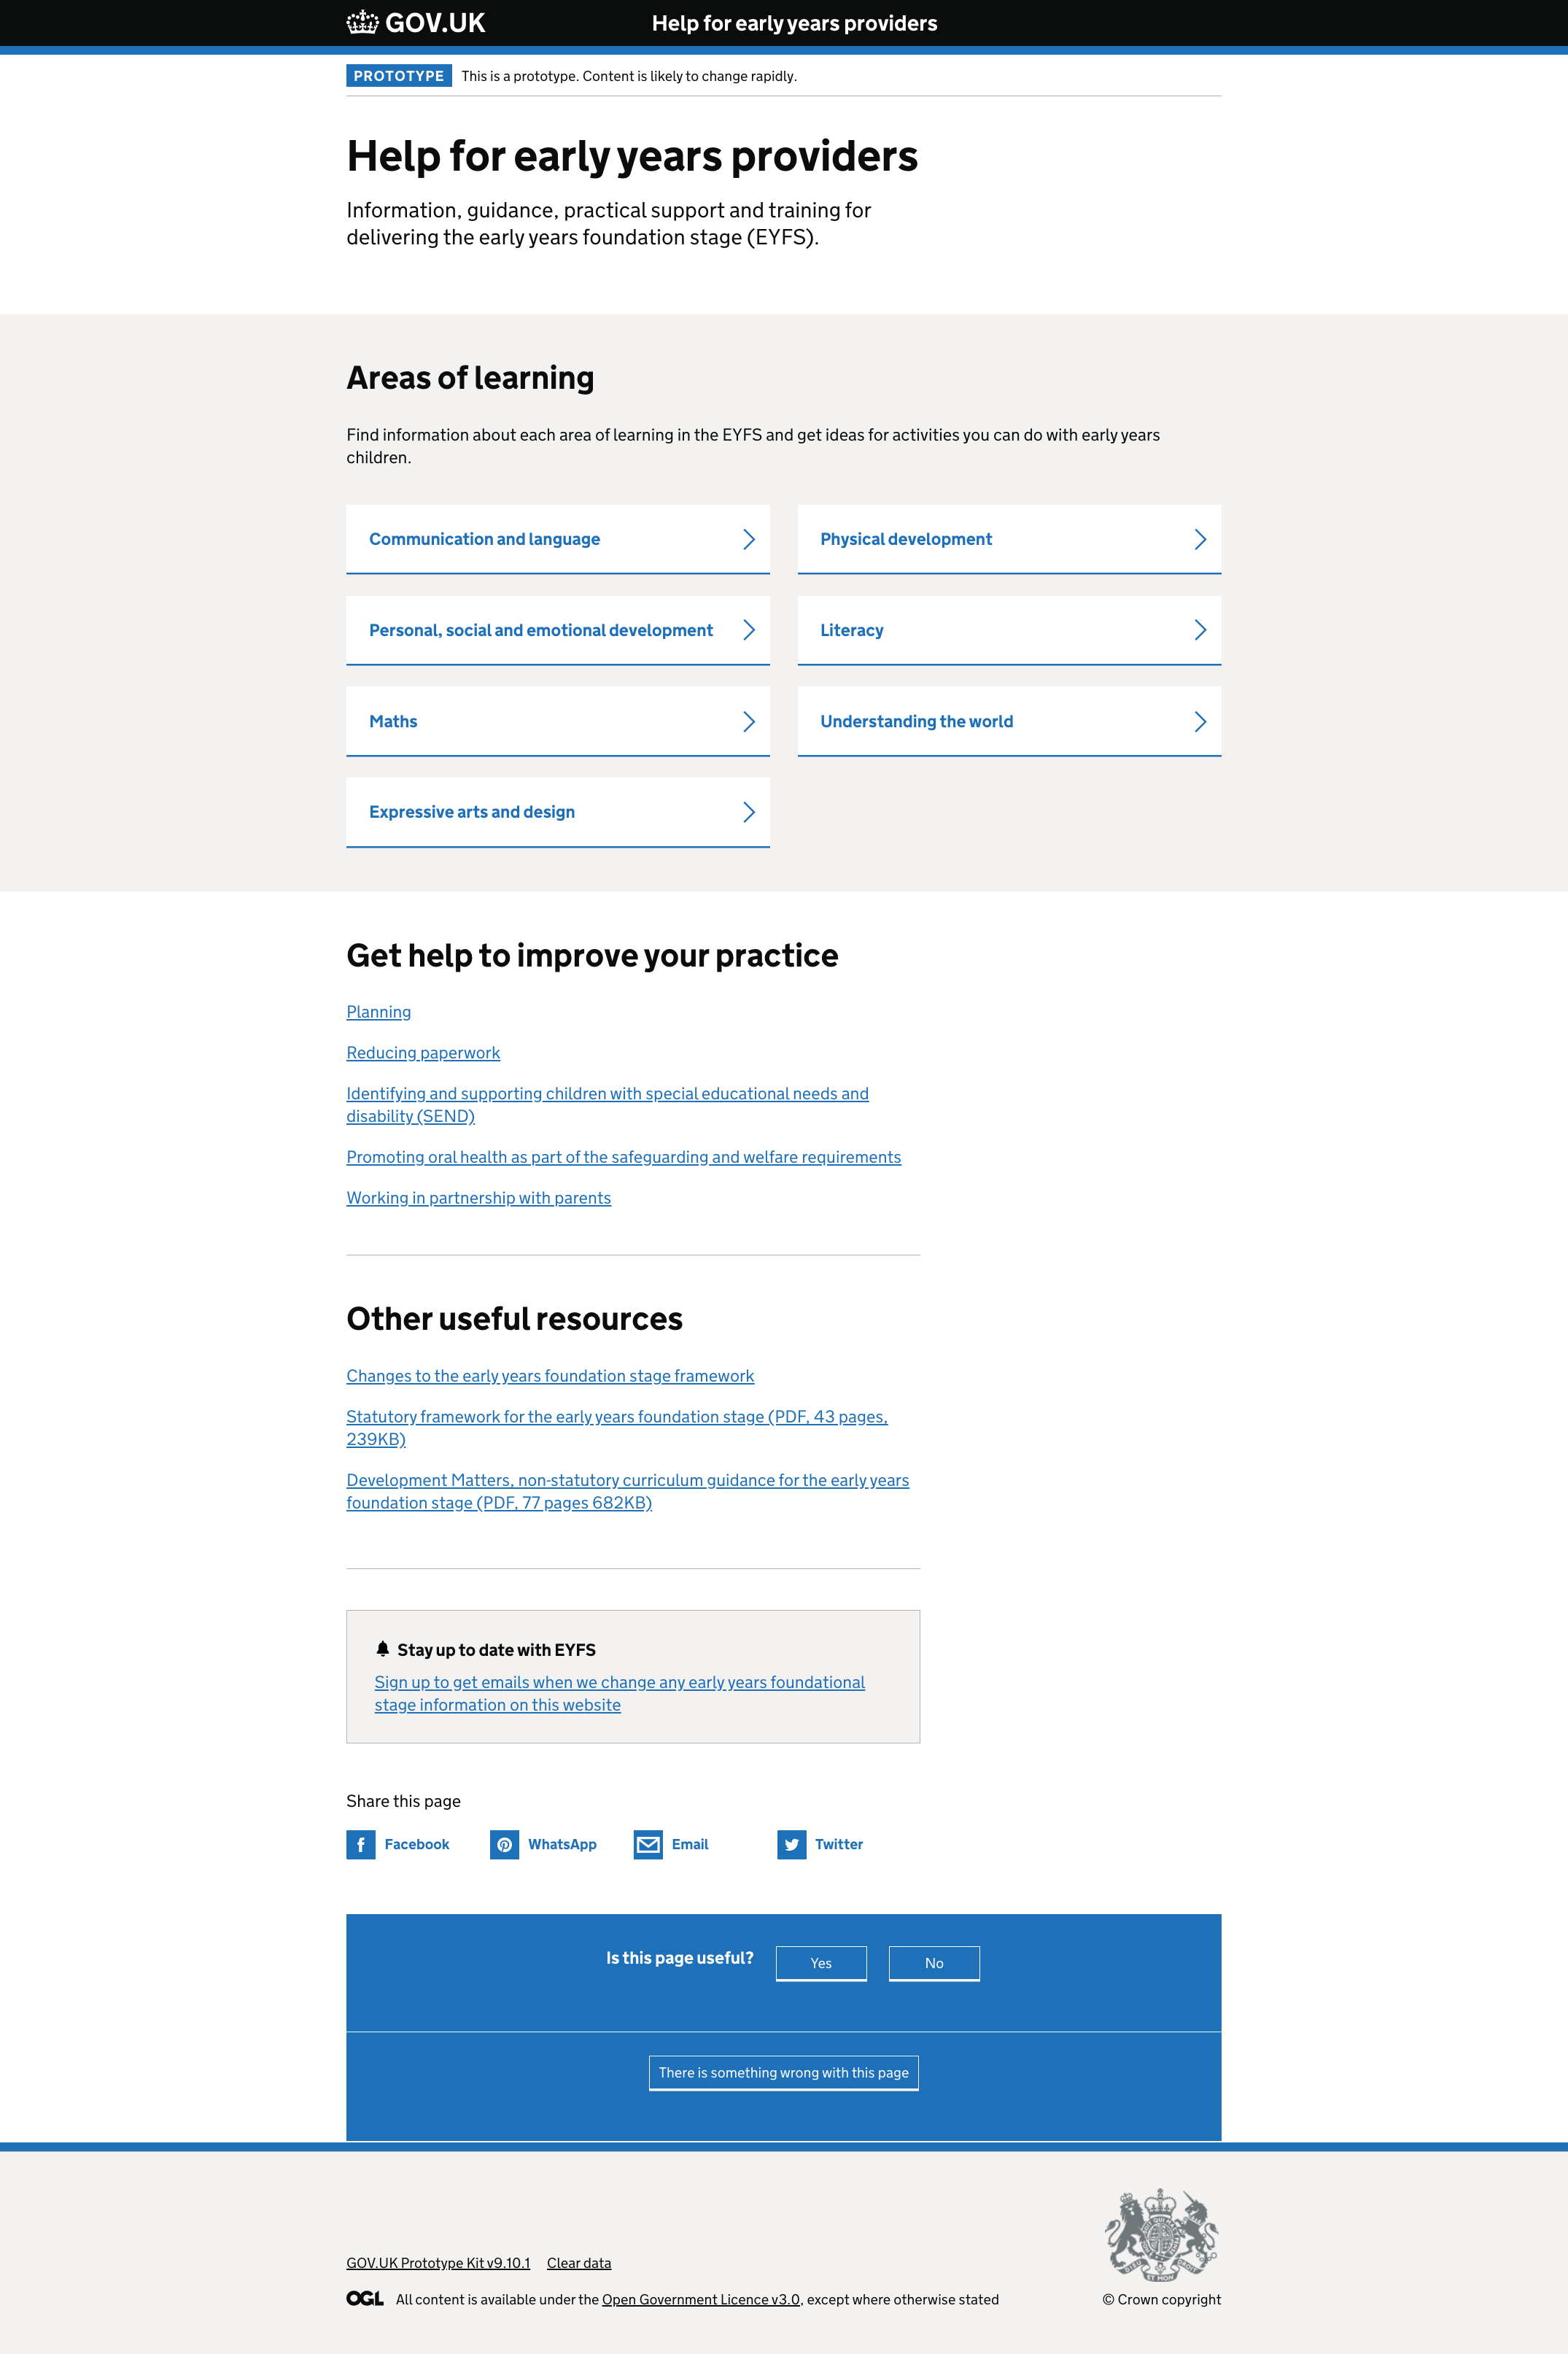 GOV.UK
Help for early years providers
PROTOTYPE This is a prototype. Content is likely to change rapidly.
Help for early years providers
Information, guidance, practical support and training for
delivering the early years foundation stage (EYFS).
Areas of learning
Find information about each area of learning in the EYFS and get ideas for activities you can do with early years
children.
Communication and language
Physical development
Personal, social and emotional development
Literacy
Maths
Understanding the world
Expressive arts and design
Get help to improve your practice
Planning
Reducing paperwork
Identifying and supporting children with special educational needs and
disability (SEND)
Promoting oral health as part of the safeguarding and welfare requirements
Working in partnership with parents
Other useful resources
Changes to the early years foundation stage framework
Statutory framework for the early years foundation stage (PDF, 43 pages,
239KB)
Development Matters, non-statutory curriculum guidance for the early years
foundation stage (PDF, 77 pages 682KB)
Stay up to date with EYFS
Sign up to get emails when we change any early years foundational
stage information on this website
Share this page
Facebook
WhatsApp
Email
Twitter
Is this page useful?
Yes
No
There is something wrong with this page
GOV.UK Prototype Kit v9.10.1
Clear data
OGL All content is available under the Open Government Licence v3.0, except where otherwise stated
© Crown copyright